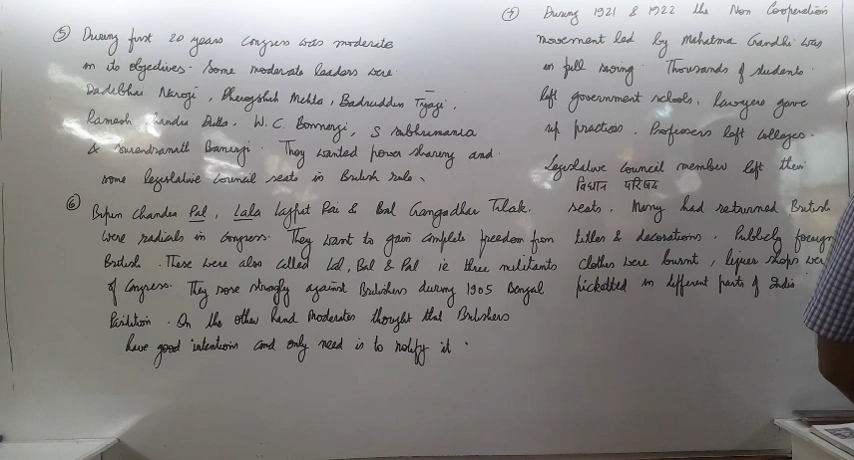 ⑤ During first 20 years Congress was moderate
in its objectives. Some moderate leaders were
Dadabhai Naroji, Pherozshah Mehta, Badruddin Tyagi,
Ramesh Chandra Dutta, W.C. Bonnerji, S Subhramania
& Surendranath Banerji. They wanted power sharing and
some legislative council seats in British rule.
⑥ Bipin Chandra Pal, Lala Lajpat Rai & Bal Gangadhar Tilak
were radicals in Congress. They want to gain complete freedom from
British. These were also called Lal, Bal & Pal ie three militants
of Congress. They rose strongly against Britishers during 1905 Bengal
Partition. On the other hand Moderates thought that Britishers
have good intentions and only need is to notify it.
⑦ During 1921 & 1922 the Non Cooperation
movement led by Mahatma Gandhi was
in full swing. Thousands of students
left government schools, lawyers gave
up practices. Professors left colleges.
Legislative Council member left their
विधान परिषद
seats. Many had returned British
titles & decorations. Publicly foreign
clothes were burnt, liquer shops wer
picketted in different parts of India